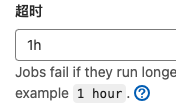 超时
1h
Jobs fail if they run longe
example 1 hour.